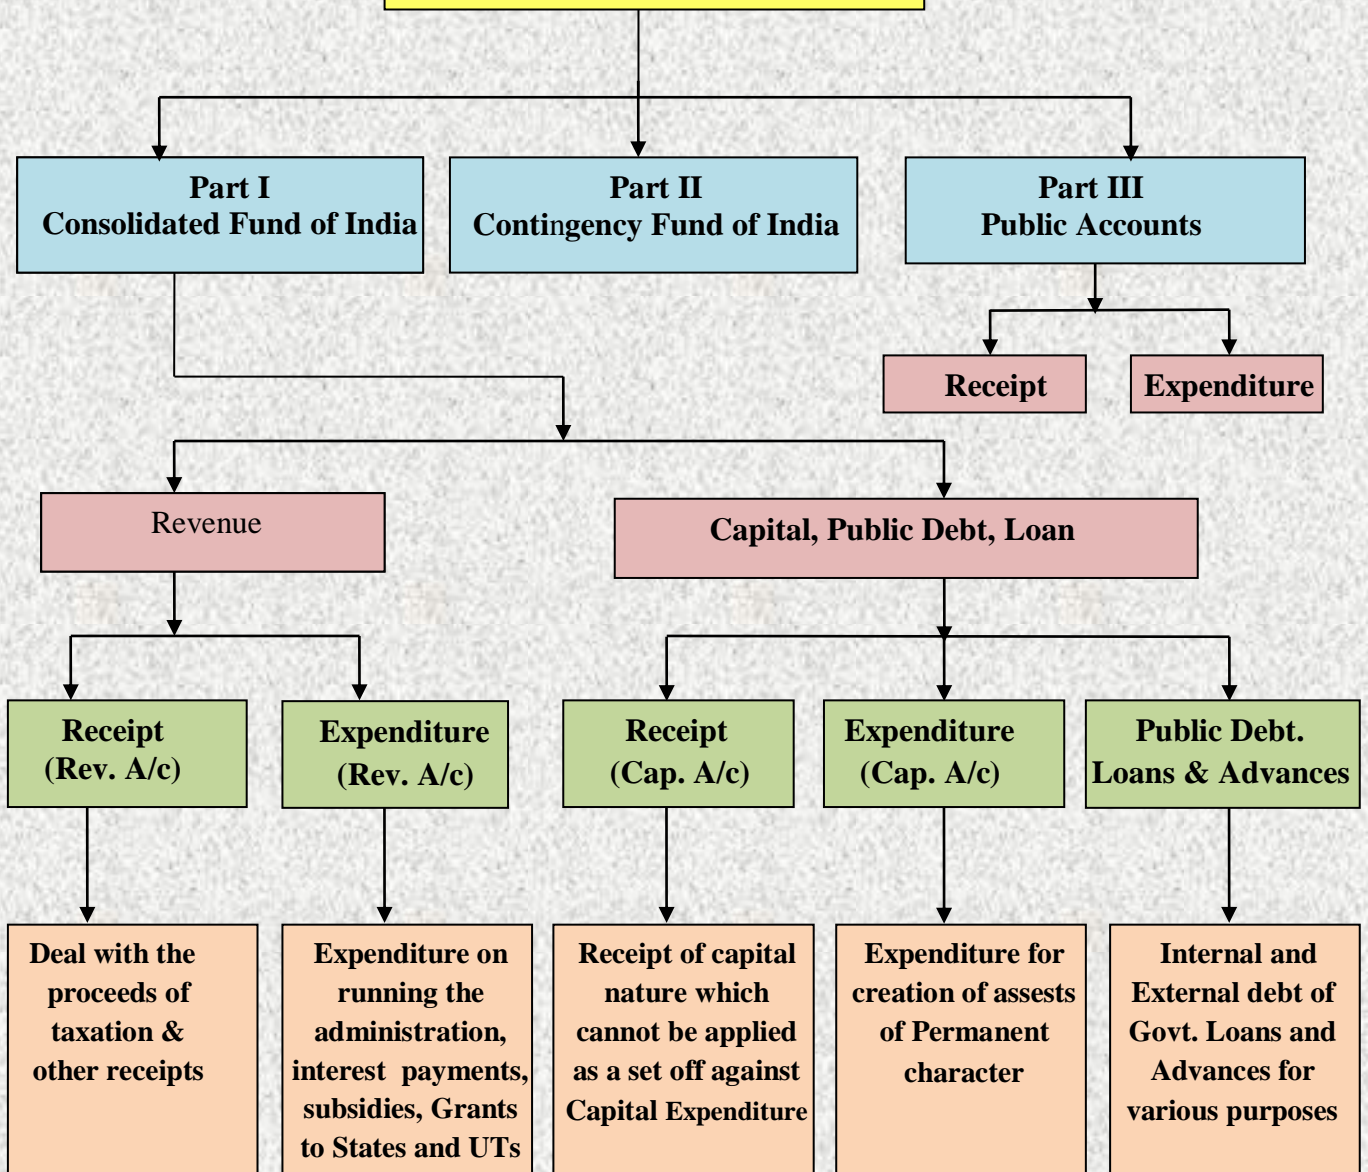 Part I
Consolidated Fund of India
Part II
Contingency Fund of India
Part III
Public Accounts
Receipt
Expenditure
Revenue
Capital, Public Debt, Loan
Receipt
(Rev. A/c)
Expenditure
(Rev. A/c)
Receipt
(Cap. A/c)
Expenditure
(Cap. A/c)
Public Debt.
Loans & Advances
Deal with the
proceeds of
taxation &
other receipts
Expenditure on
running the
administration,
interest payments,
subsidies, Grants
to States and UTs
Receipt of capital
nature which
cannot be applied
as a set off against
Capital Expenditure
Expenditure for
creation of assests
of Permanent
character
Internal and
External debt of
Govt. Loans and
Advances for
various purposes